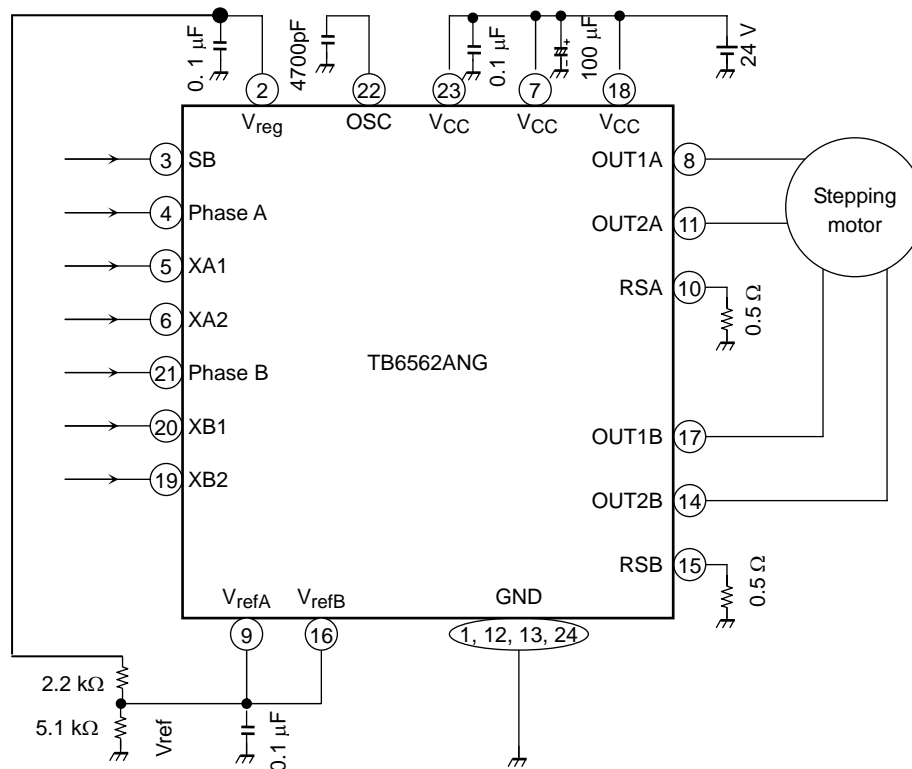 0. 1 μF
4700pF
0.1 μF
100 μF
+
24 V
2
22
23
7
18
Vreg
OSC
VCC
VCC
VCC
3 SB
OUT1A 8
4 Phase A
Stepping
motor
OUT2A 11
5 XA1
RSA 10
6 XA2
0.5 Ω
TB6562ANG
21 Phase B
20 XB1
OUT1B 17
19 XB2
OUT2B 14
RSB 15
0.5 Ω
VrefA
VrefB
GND
9
16
1, 12, 13, 24
2.2 kΩ
5.1 kΩ
Vref
0.1 μF